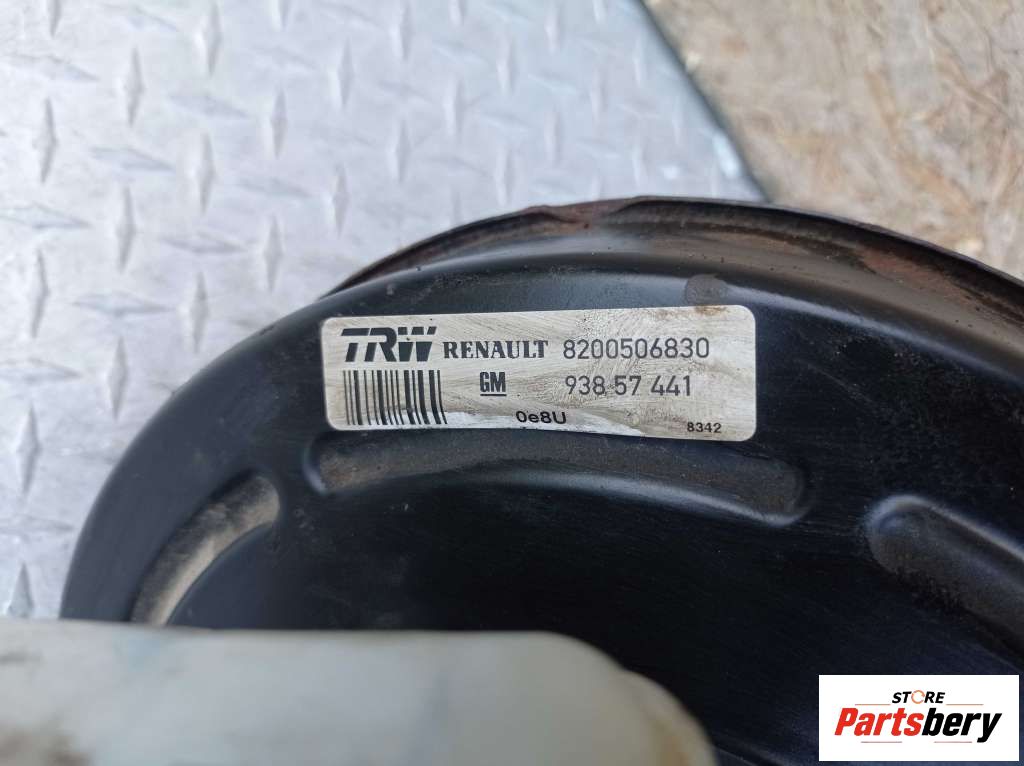 TRW RENAULT 8200506830
GM 938 57 441
0e8U 8342
STORE
Partsbery